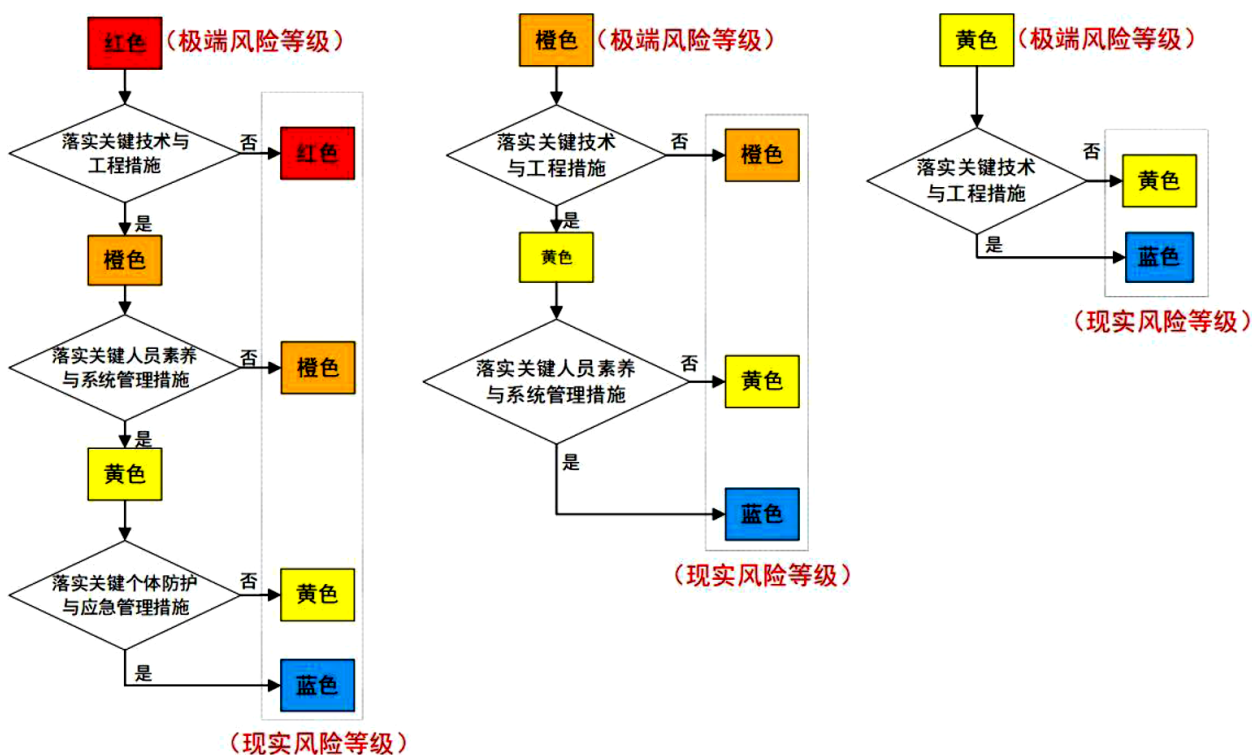 红色
（极端风险等级）
落实关键技术与
工程措施
否
红色
是
橙色
落实关键人员素养
与系统管理措施
否
橙色
是
黄色
落实关键个体防护
与应急管理措施
否
黄色
是
蓝色
（现实风险等级）
橙色
（极端风险等级）
落实关键技术
与工程措施
否
橙色
是
黄色
落实关键人员素养
与系统管理措施
否
黄色
是
蓝色
（现实风险等级）
黄色
（极端风险等级）
落实关键技术
与工程措施
否
黄色
是
蓝色
（现实风险等级）